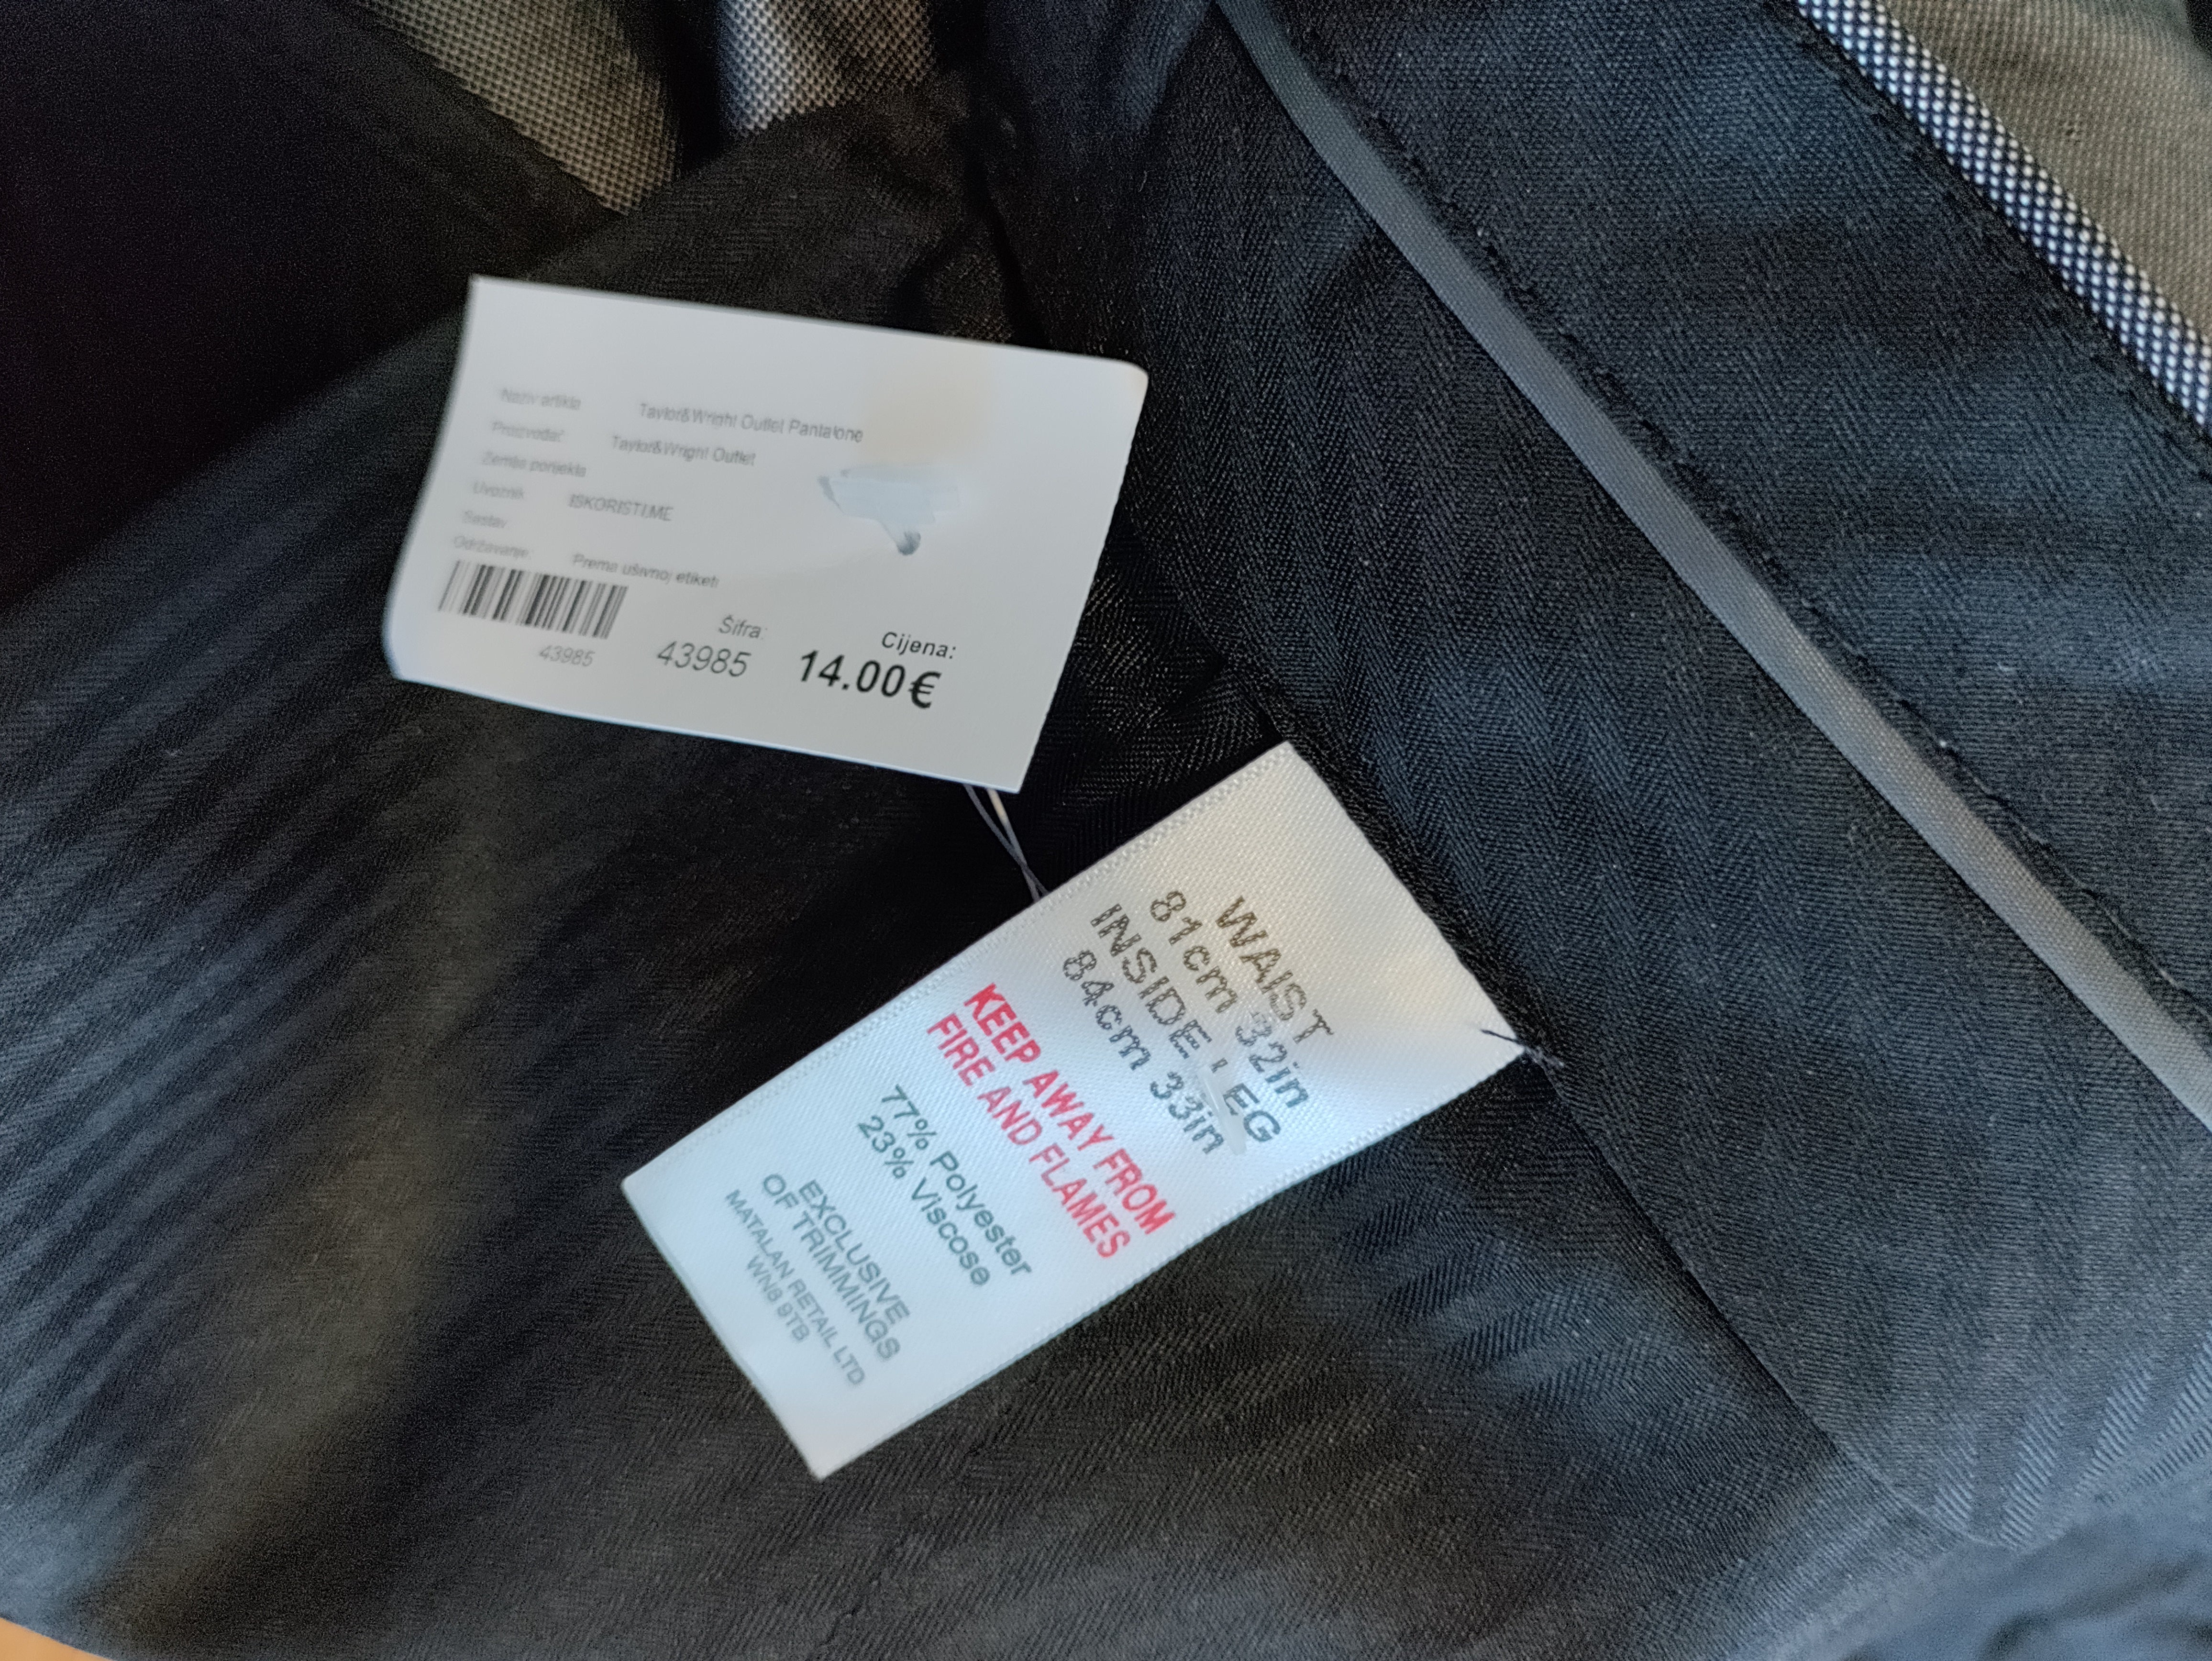 Naziv artikla Taylor&Wright Outlet Pantalone
Proizvođač Taylor&Wright Outlet
Zemlja porijekla
Uvoznik ISKORISTI.ME
Sastav
Održavanje: Prema ušivnoj etiketi
43985
Šifra:
43985
Cijena:
14.00€
WAIST
81cm 32in
INSIDE LEG
84cm 33in
KEEP AWAY FROM
FIRE AND FLAMES
77% Polyester
23% Viscose
EXCLUSIVE
OF TRIMMINGS
MATALAN RETAIL LTD
WN8 9TB